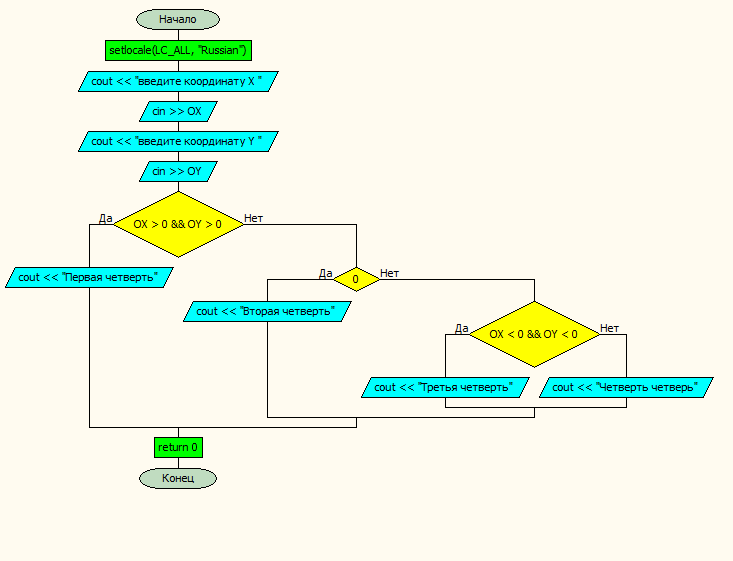 Начало
setlocale(LC_ALL, "Russian")
cout << "введите координату X "
cin >> OX
cout << "введите координату Y "
cin >> OY
Да
OX > 0 && OY > 0
Нет
cout << "Первая четверть"
Да
0
Нет
cout << "Вторая четверть"
Да
OX < 0 && OY < 0
Нет
cout << "Третья четверть"
cout << "Четверть четверь"
return 0
Конец